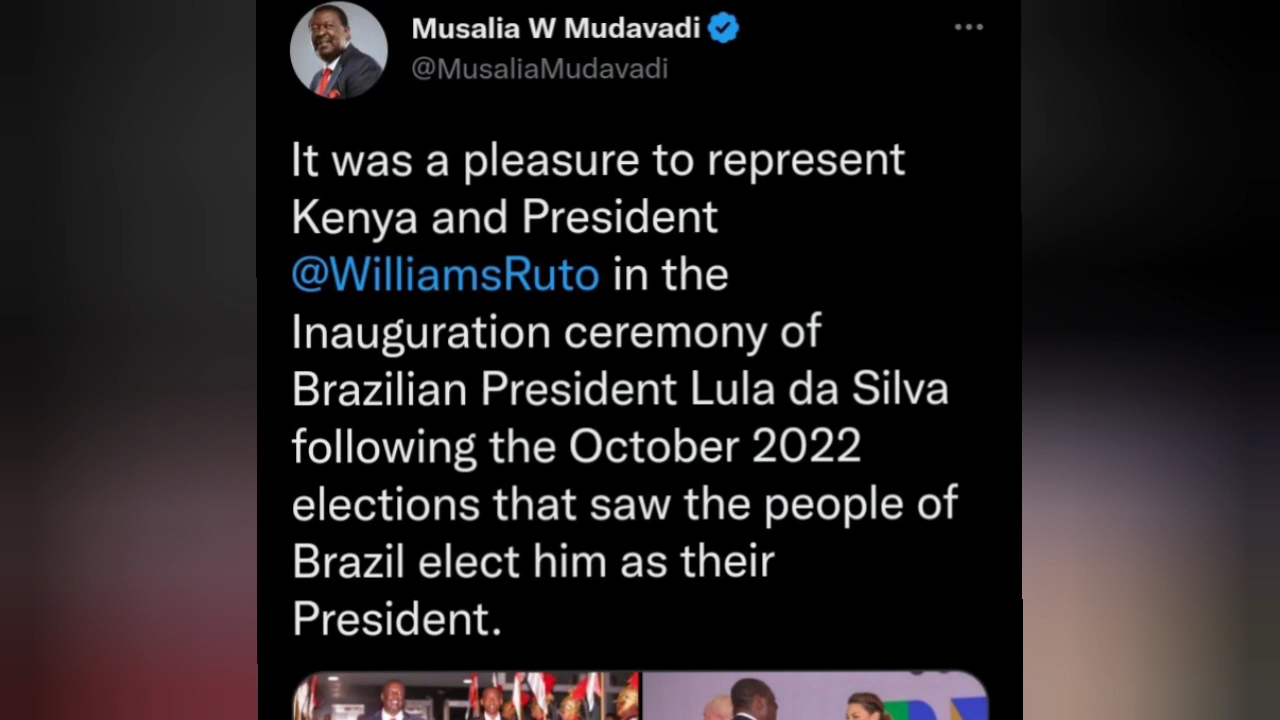 Musalia W Mudavadi
@MusaliaMudavadi
It was a pleasure to represent
Kenya and President
@WilliamsRuto in the
Inauguration ceremony of
Brazilian President Lula da Silva
following the October 2022
elections that saw the people of
Brazil elect him as their
President.